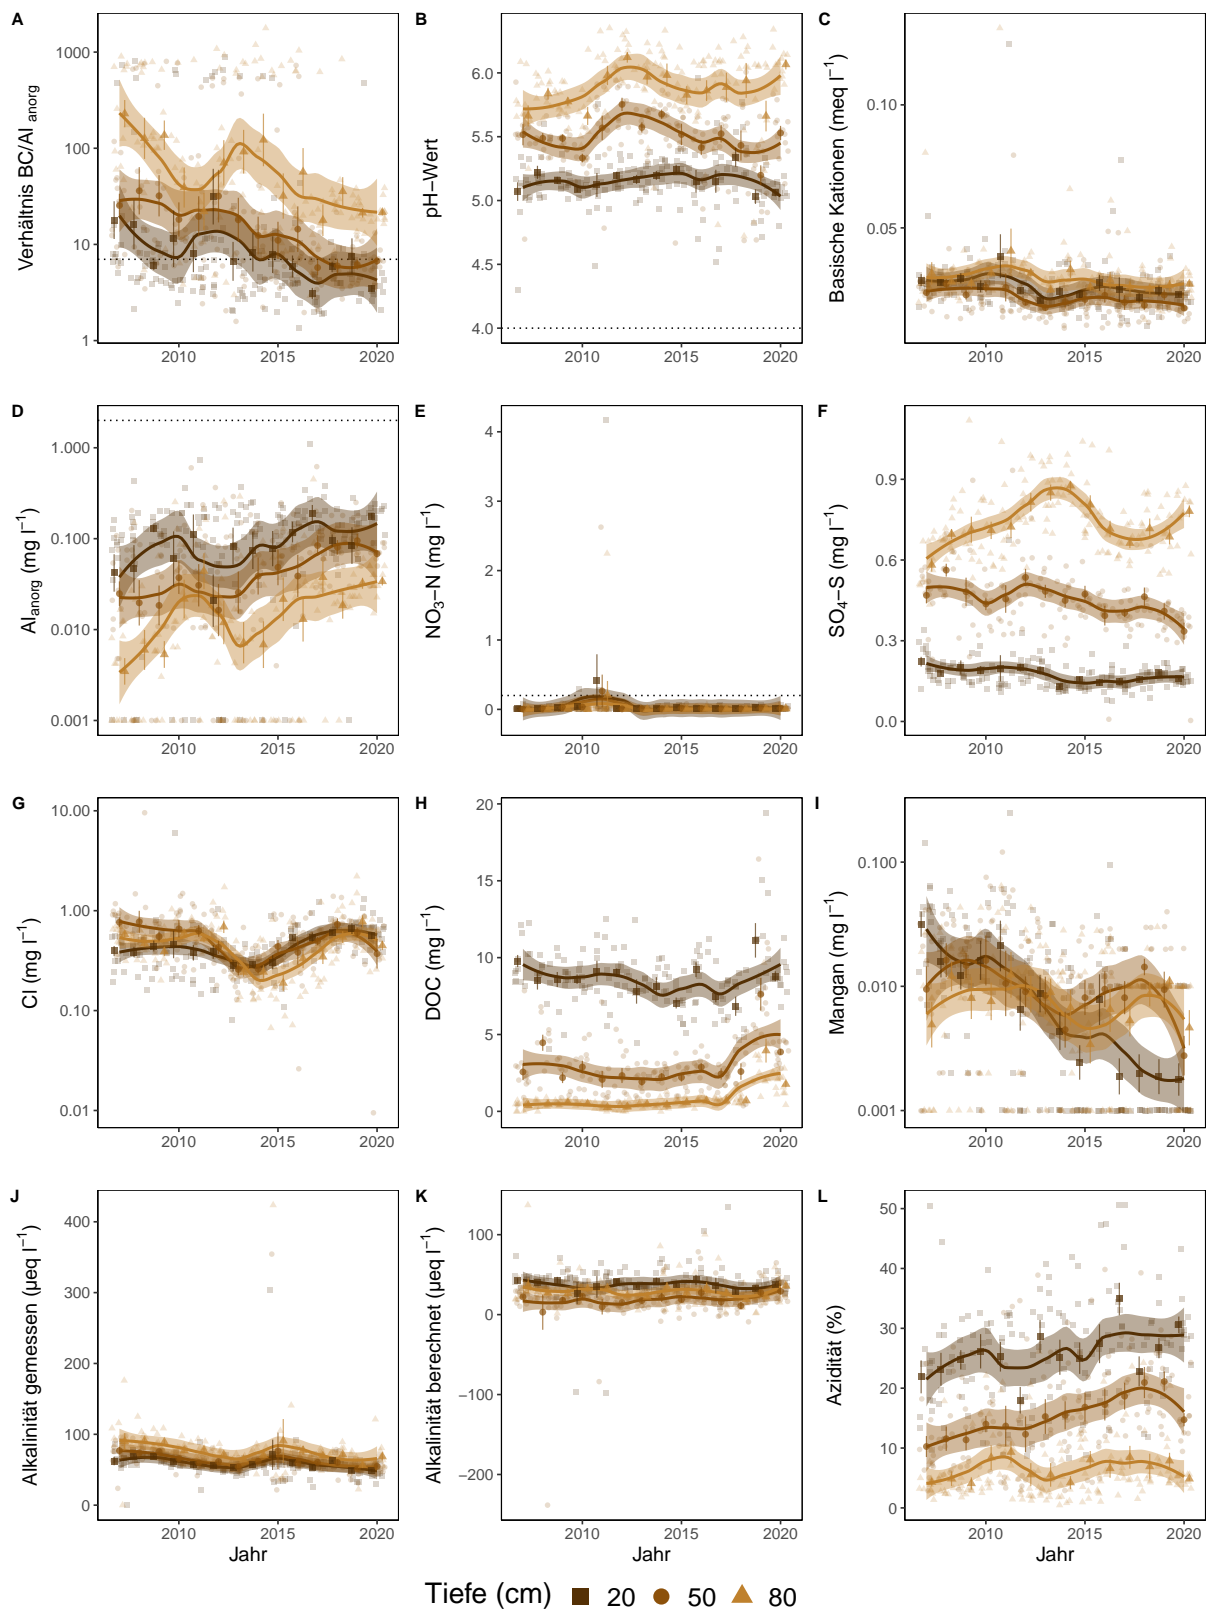 A
Verhältnis BC/Al anorg
1000
100
10
1
2010 2015 2020
B
pH−Wert
6.0
5.5
5.0
4.5
4.0
2010 2015 2020
C
Basische Kationen (meq l⁻¹)
0.10
0.05
2010 2015 2020
D
Al anorg (mg l⁻¹)
1.000
0.100
0.010
0.001
2010 2015 2020
E
NO₃−N (mg l⁻¹)
4
3
2
1
0
2010 2015 2020
F
SO₄−S (mg l⁻¹)
0.9
0.6
0.3
0.0
2010 2015 2020
G
Cl (mg l⁻¹)
10.00
1.00
0.10
0.01
2010 2015 2020
H
DOC (mg l⁻¹)
20
15
10
5
0
2010 2015 2020
I
Mangan (mg l⁻¹)
0.100
0.010
0.001
2010 2015 2020
J
Alkalinität gemessen (µeq l⁻¹)
400
300
200
100
0
2010 2015 2020
Jahr
K
Alkalinität berechnet (µeq l⁻¹)
100
0
−100
−200
2010 2015 2020
L
Azidität (%)
50
40
30
20
10
0
2010 2015 2020
Jahr
Tiefe (cm) 20 50 80